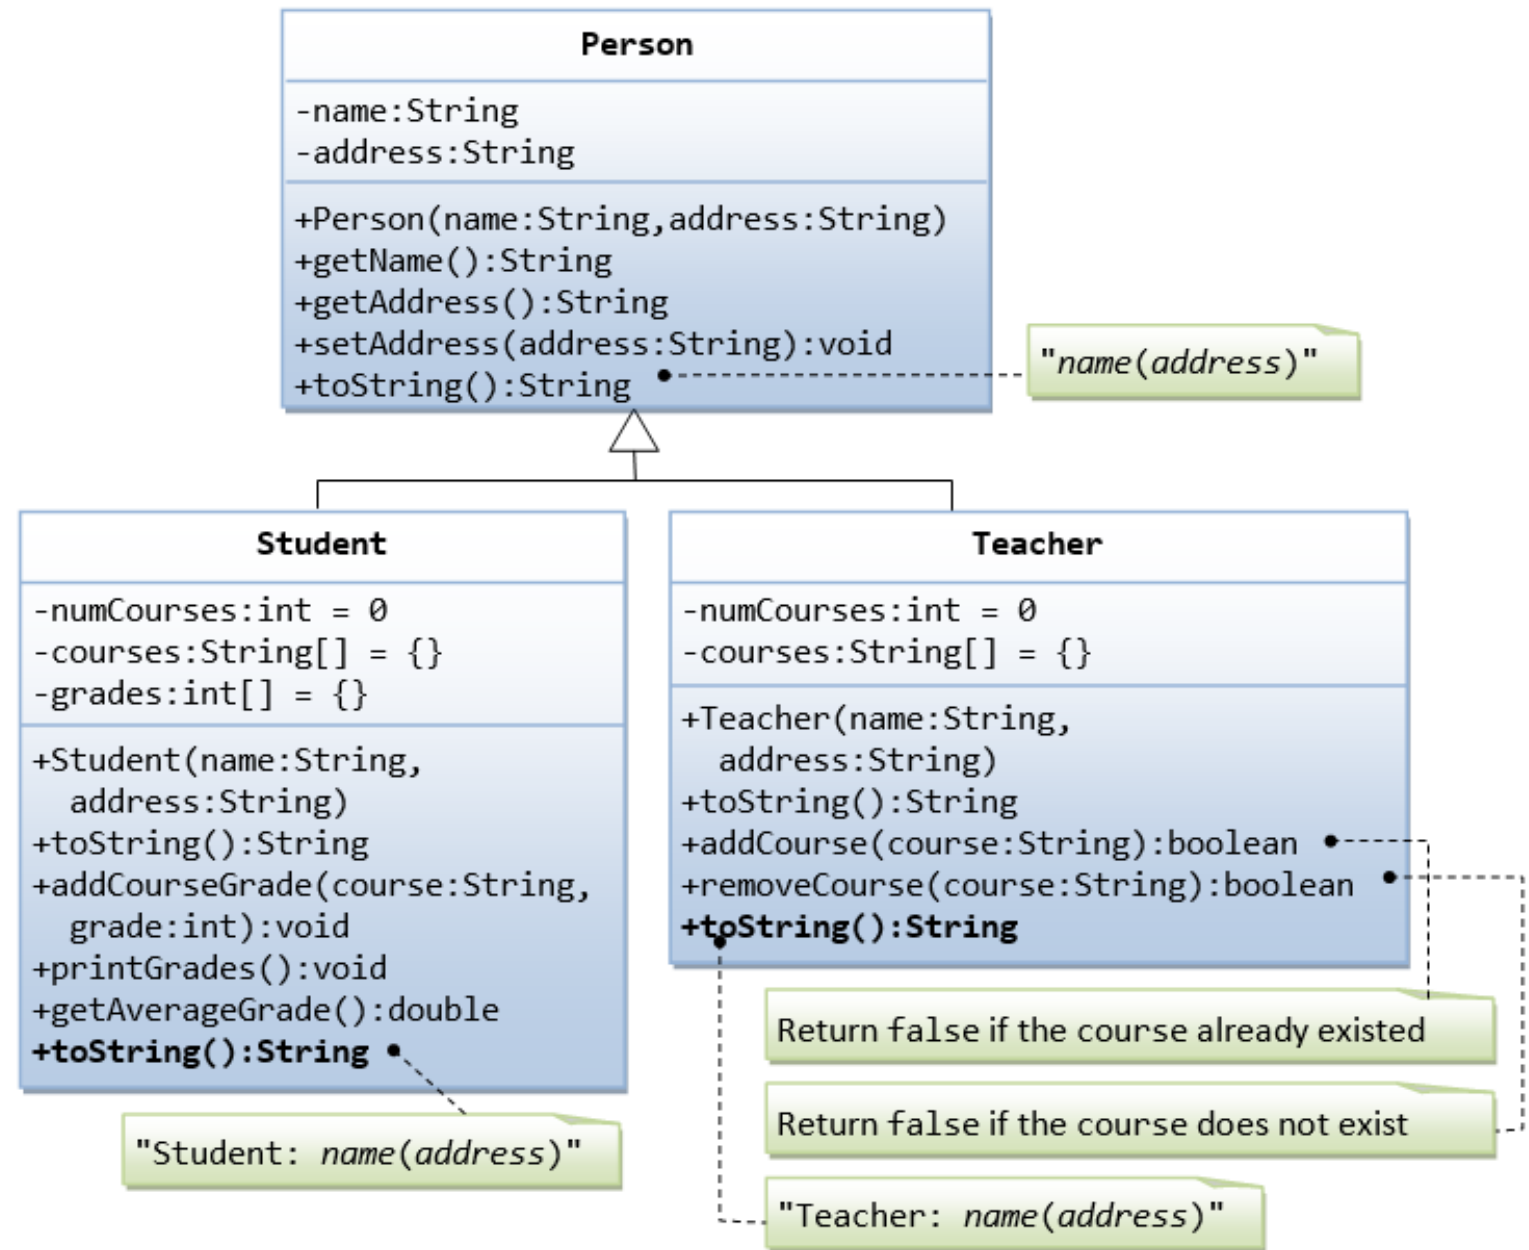 Person
-name:String
-address:String
+Person(name:String,address:String)
+getName():String
+getAddress():String
+setAddress(address:String):void
+toString():String
"name(address)"
Student
-numCourses:int = 0
-courses:String[] = {}
-grades:int[] = {}
+Student(name:String,
address:String)
+toString():String
+addCourseGrade(course:String,
grade:int):void
+printGrades():void
+getAverageGrade():double
+toString():String
"Student: name(address)"
Teacher
-numCourses:int = 0
-courses:String[] = {}
+Teacher(name:String,
address:String)
+toString():String
+addCourse(course:String):boolean
+removeCourse(course:String):boolean
+toString():String
Return false if the course already existed
Return false if the course does not exist
"Teacher: name(address)"